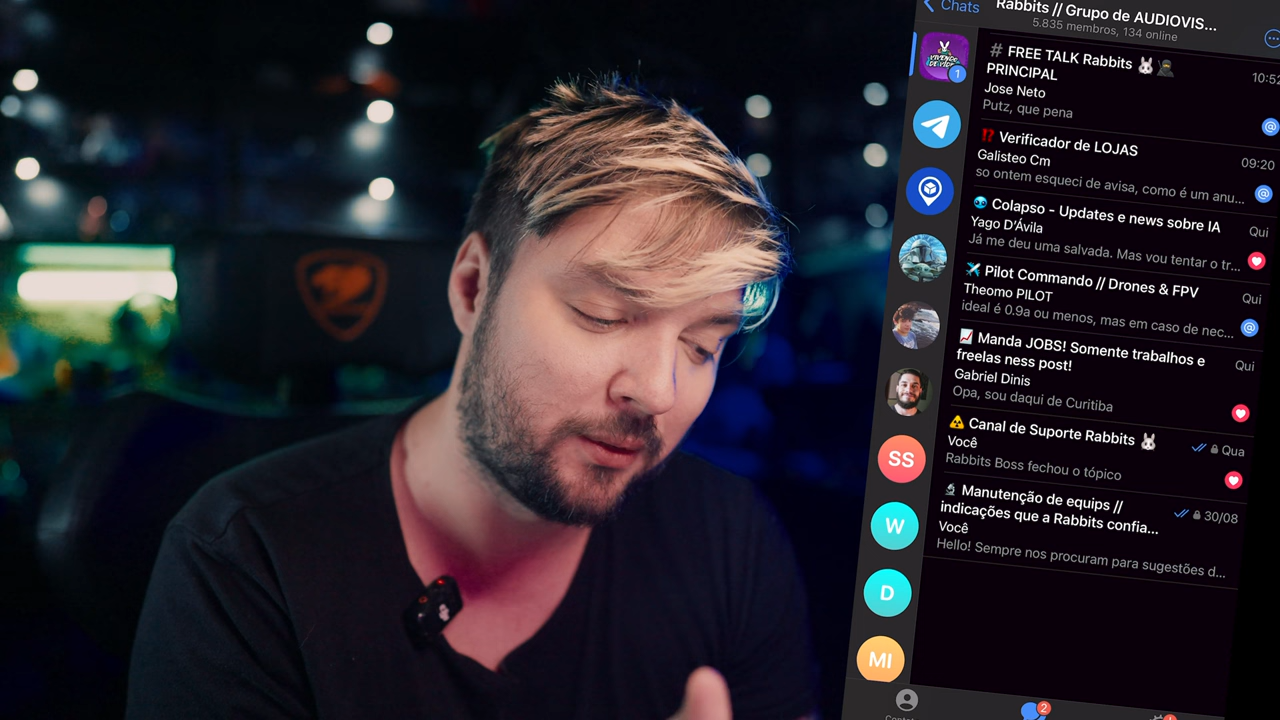 Chats
Rabbits // Grupo de AUDIOVIS...
5.835 membros, 134 online
VIVENDO DE VIDEO
1
# FREE TALK Rabbits 🐰🥷
PRINCIPAL
10:52
Jose Neto
Putz, que pena
@
⁉️ Verificador de LOJAS
09:20
Galisteo Cm
so ontem esqueci de avisa, como é um anu...
@
👽 Colapso - Updates e news sobre IA
Qui
Yago D'Ávila
Já me deu uma salvada. Mas vou tentar o tr...
✈️ Pilot Commando // Drones & FPV
Qui
Theomo PILOT
ideal é 0.9a ou menos, mas em caso de nec...
@
📈 Manda JOBS! Somente trabalhos e
freelas ness post!
Qui
Gabriel Dinis
Opa, sou daqui de Curitiba
☢️ Canal de Suporte Rabbits 🐰
Qua
Você
Rabbits Boss fechou o tópico
🔬 Manutenção de equips //
indicações que a Rabbits confia...
30/08
Você
Hello! Sempre nos procuram para sugestões d...
SS
W
D
MI
2